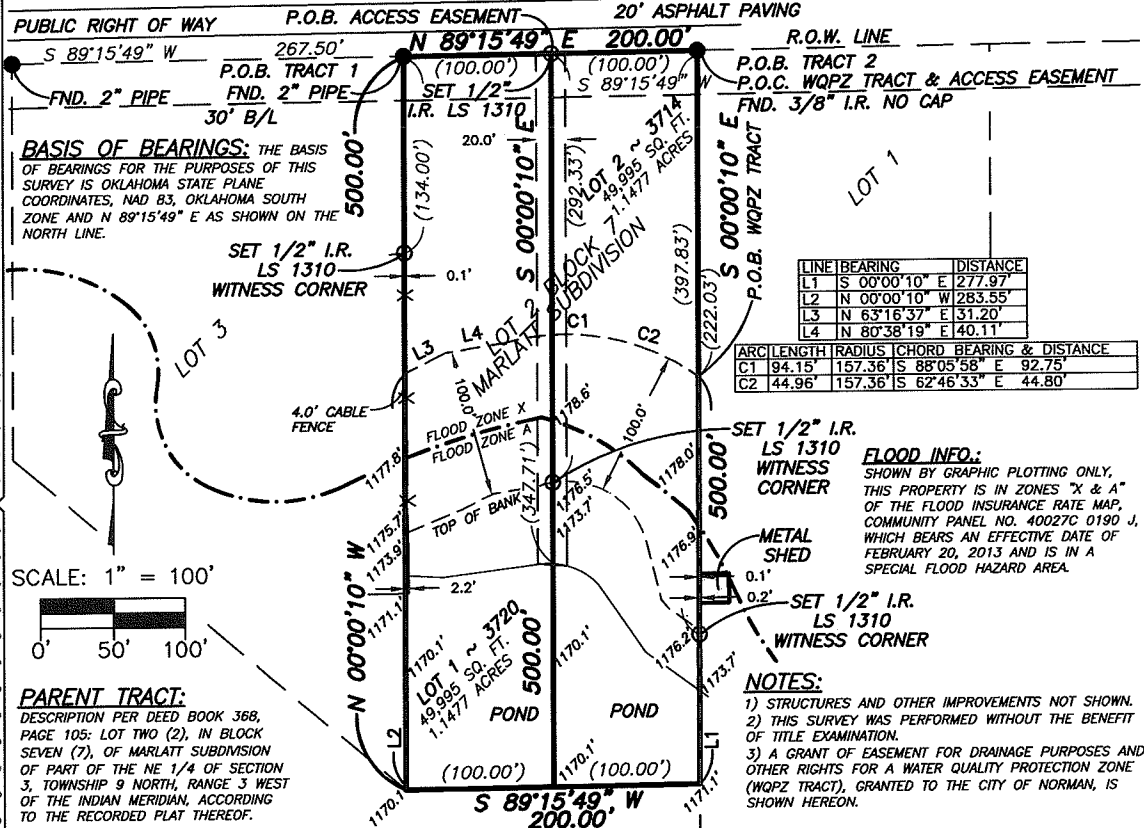 PUBLIC RIGHT OF WAY
P.O.B. ACCESS EASEMENT
20' ASPHALT PAVING
S 89°15'49" W
267.50'
N 89°15'49" E 200.00'
R.O.W. LINE
P.O.B. TRACT 1
(100.00')
(100.00')
P.O.B. TRACT 2
FND. 2" PIPE
FND. 2" PIPE
SET 1/2"
I.R. LS 1310
S 89°15'49" W
P.O.C. WQPZ TRACT & ACCESS EASEMENT
30' B/L
FND. 3/8" I.R. NO CAP
BASIS OF BEARINGS: THE BASIS
OF BEARINGS FOR THE PURPOSES OF THIS
SURVEY IS OKLAHOMA STATE PLANE
COORDINATES, NAD 83, OKLAHOMA SOUTH
ZONE AND N 89°15'49" E AS SHOWN ON THE
NORTH LINE.
500.00'
(134.00')
20.0'
S 00°00'10" E
(292.33')
LOT 2 ~ 3714
49,995 SQ. FT.
1.1477 ACRES
LOT 2, BLOCK 7
MARLATT SUBDIVISION
(397.83')
(222.03')
S 00°00'10" E
P.O.B. WQPZ TRACT
LOT 1
SET 1/2" I.R.
LS 1310
WITNESS CORNER
0.1'
LINE BEARING DISTANCE
L1 S 00°00'10" E 277.97'
L2 N 00°00'10" W 283.55'
L3 N 63°16'37" E 31.20'
L4 N 80°38'19" E 40.11'
ARC LENGTH RADIUS CHORD BEARING & DISTANCE
C1 94.15' 157.36' S 88°05'58" E 92.75'
C2 44.96' 157.36' S 62°46'33" E 44.80'
LOT 3
L3
L4
C1
C2
100.0'
100.0'
4.0' CABLE
FENCE
FLOOD ZONE X
FLOOD ZONE A
1178.6'
1177.8'
1178.0'
TOP OF BANK
(347.71')
1176.5'
1173.7'
SET 1/2" I.R.
LS 1310
WITNESS
CORNER
500.00'
FLOOD INFO.:
SHOWN BY GRAPHIC PLOTTING ONLY,
THIS PROPERTY IS IN ZONES "X & A"
OF THE FLOOD INSURANCE RATE MAP,
COMMUNITY PANEL NO. 40027C 0190 J,
WHICH BEARS AN EFFECTIVE DATE OF
FEBRUARY 20, 2013 AND IS IN A
SPECIAL FLOOD HAZARD AREA.
1175.7'
1173.9'
1176.9'
METAL
SHED
0.1'
0.2'
SCALE: 1" = 100'
0' 50' 100'
1171.1'
2.2'
N 00°00'10" W
1170.1'
LOT 1 ~ 3720
49,995 SQ. FT.
1.1477 ACRES
500.00'
1170.1'
1176.2'
1173.7'
SET 1/2" I.R.
LS 1310
WITNESS CORNER
PARENT TRACT:
DESCRIPTION PER DEED BOOK 368,
PAGE 105: LOT TWO (2), IN BLOCK
SEVEN (7), OF MARLATT SUBDIVISION
OF PART OF THE NE 1/4 OF SECTION
3, TOWNSHIP 9 NORTH, RANGE 3 WEST
OF THE INDIAN MERIDIAN, ACCORDING
TO THE RECORDED PLAT THEREOF.
POND
POND
L2
L1
NOTES:
1) STRUCTURES AND OTHER IMPROVEMENTS NOT SHOWN.
2) THIS SURVEY WAS PERFORMED WITHOUT THE BENEFIT
OF TITLE EXAMINATION.
3) A GRANT OF EASEMENT FOR DRAINAGE PURPOSES AND
OTHER RIGHTS FOR A WATER QUALITY PROTECTION ZONE
(WQPZ TRACT), GRANTED TO THE CITY OF NORMAN, IS
SHOWN HEREON.
1170.1'
(100.00')
1170.1'
(100.00')
1171.1'
1170.1'
S 89°15'49" W
200.00'